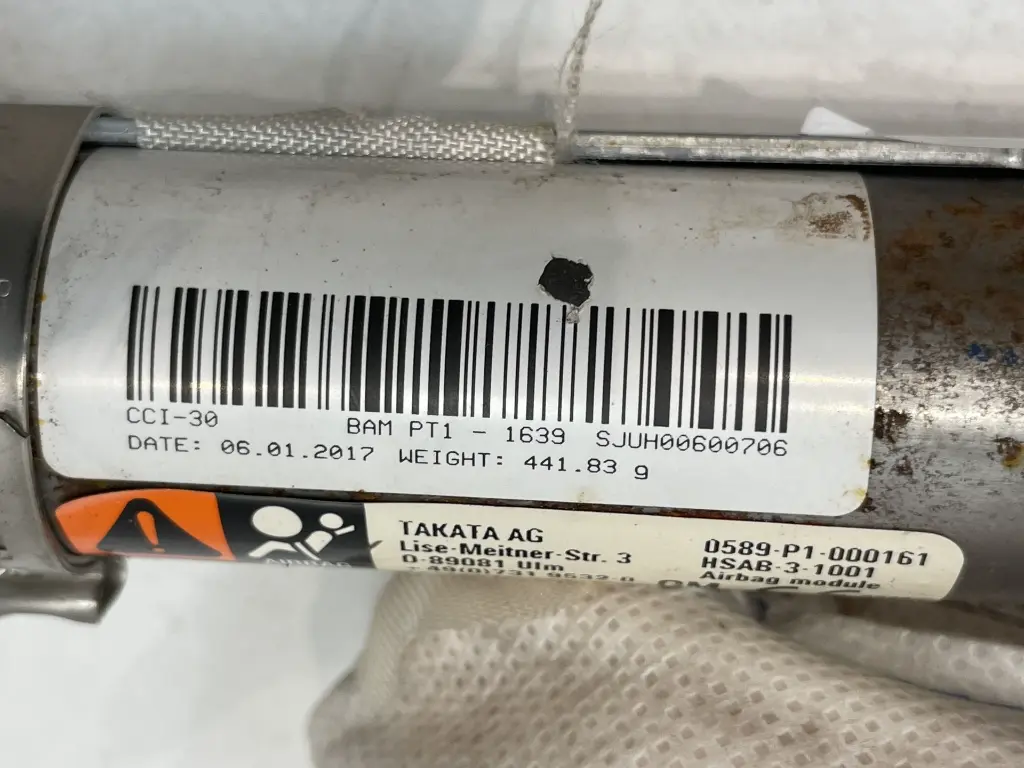 CCI-30 BAM PT1 - 1639 SJUH00600706
DATE: 06.01.2017 WEIGHT: 441.83 g
TAKATA AG
Lise-Meitner-Str. 3
D-89081 Ulm
0589-P1-000161
HSAB-3-1001
Airbag module